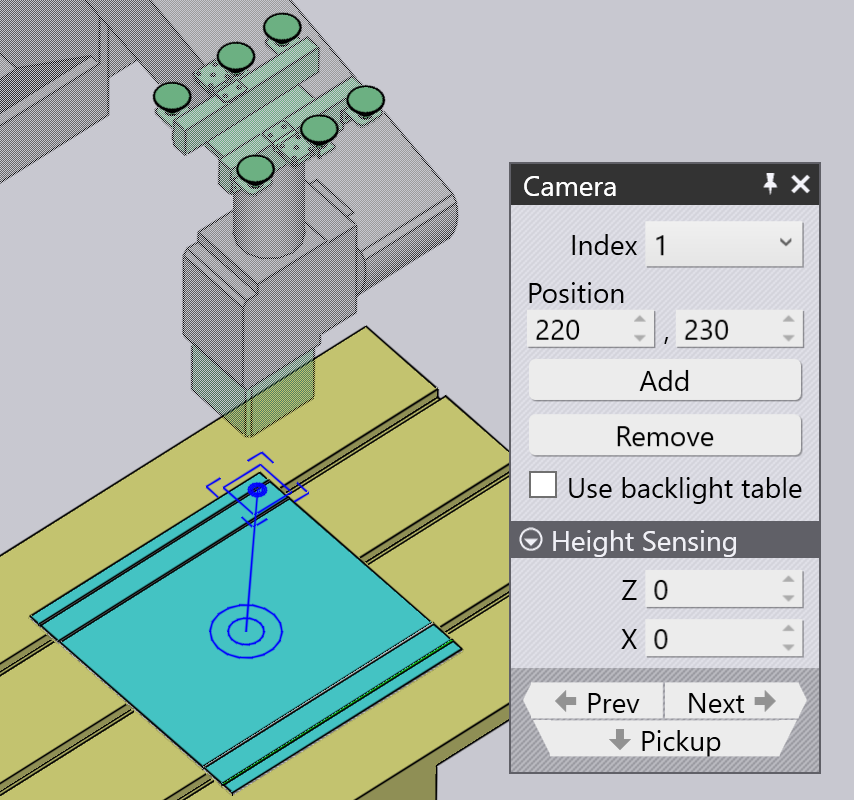 Camera
Index 1
Position
220 , 230
Add
Remove
Use backlight table
Height Sensing
Z 0
X 0
Prev Next
Pickup